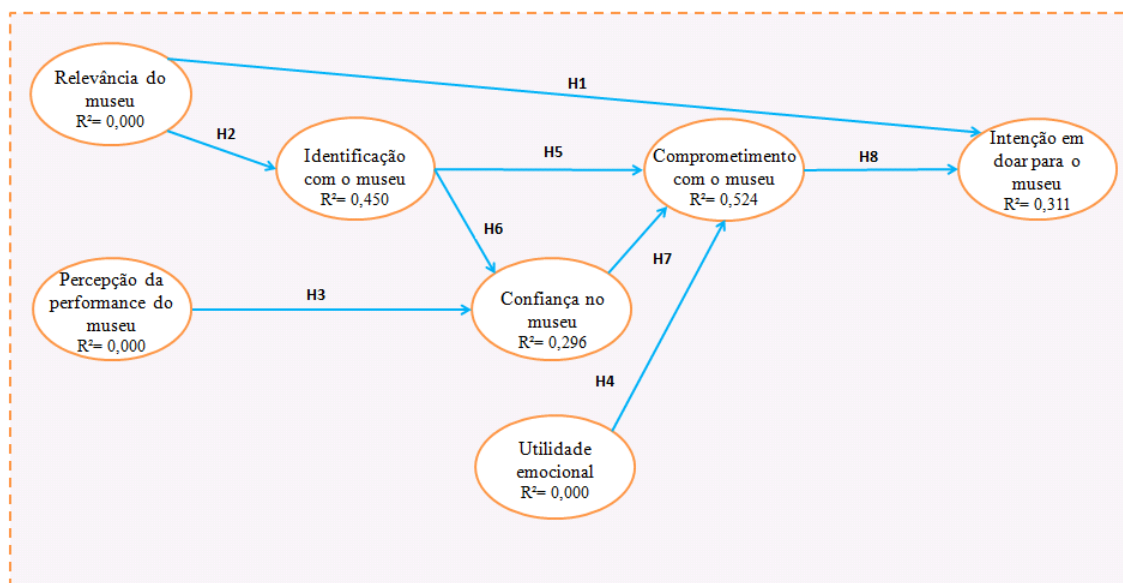 Relevância do
museu
R²= 0,000
H1
H2
Identificação
com o museu
R²= 0,450
H5
Comprometimento
com o museu
R²= 0,524
H8
Intenção em
doar para o
museu
R²= 0,311
H6
H7
Percepção da
performance do
museu
R²= 0,000
H3
Confiança no
museu
R²= 0,296
H4
Utilidade
emocional
R²= 0,000